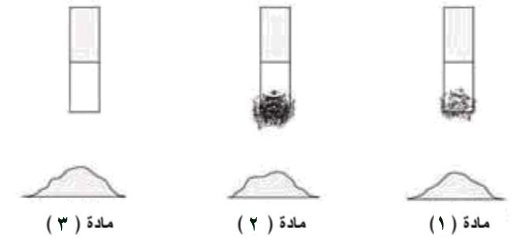 مادة ( ١ ) مادة ( ٢ ) مادة ( ٣ )